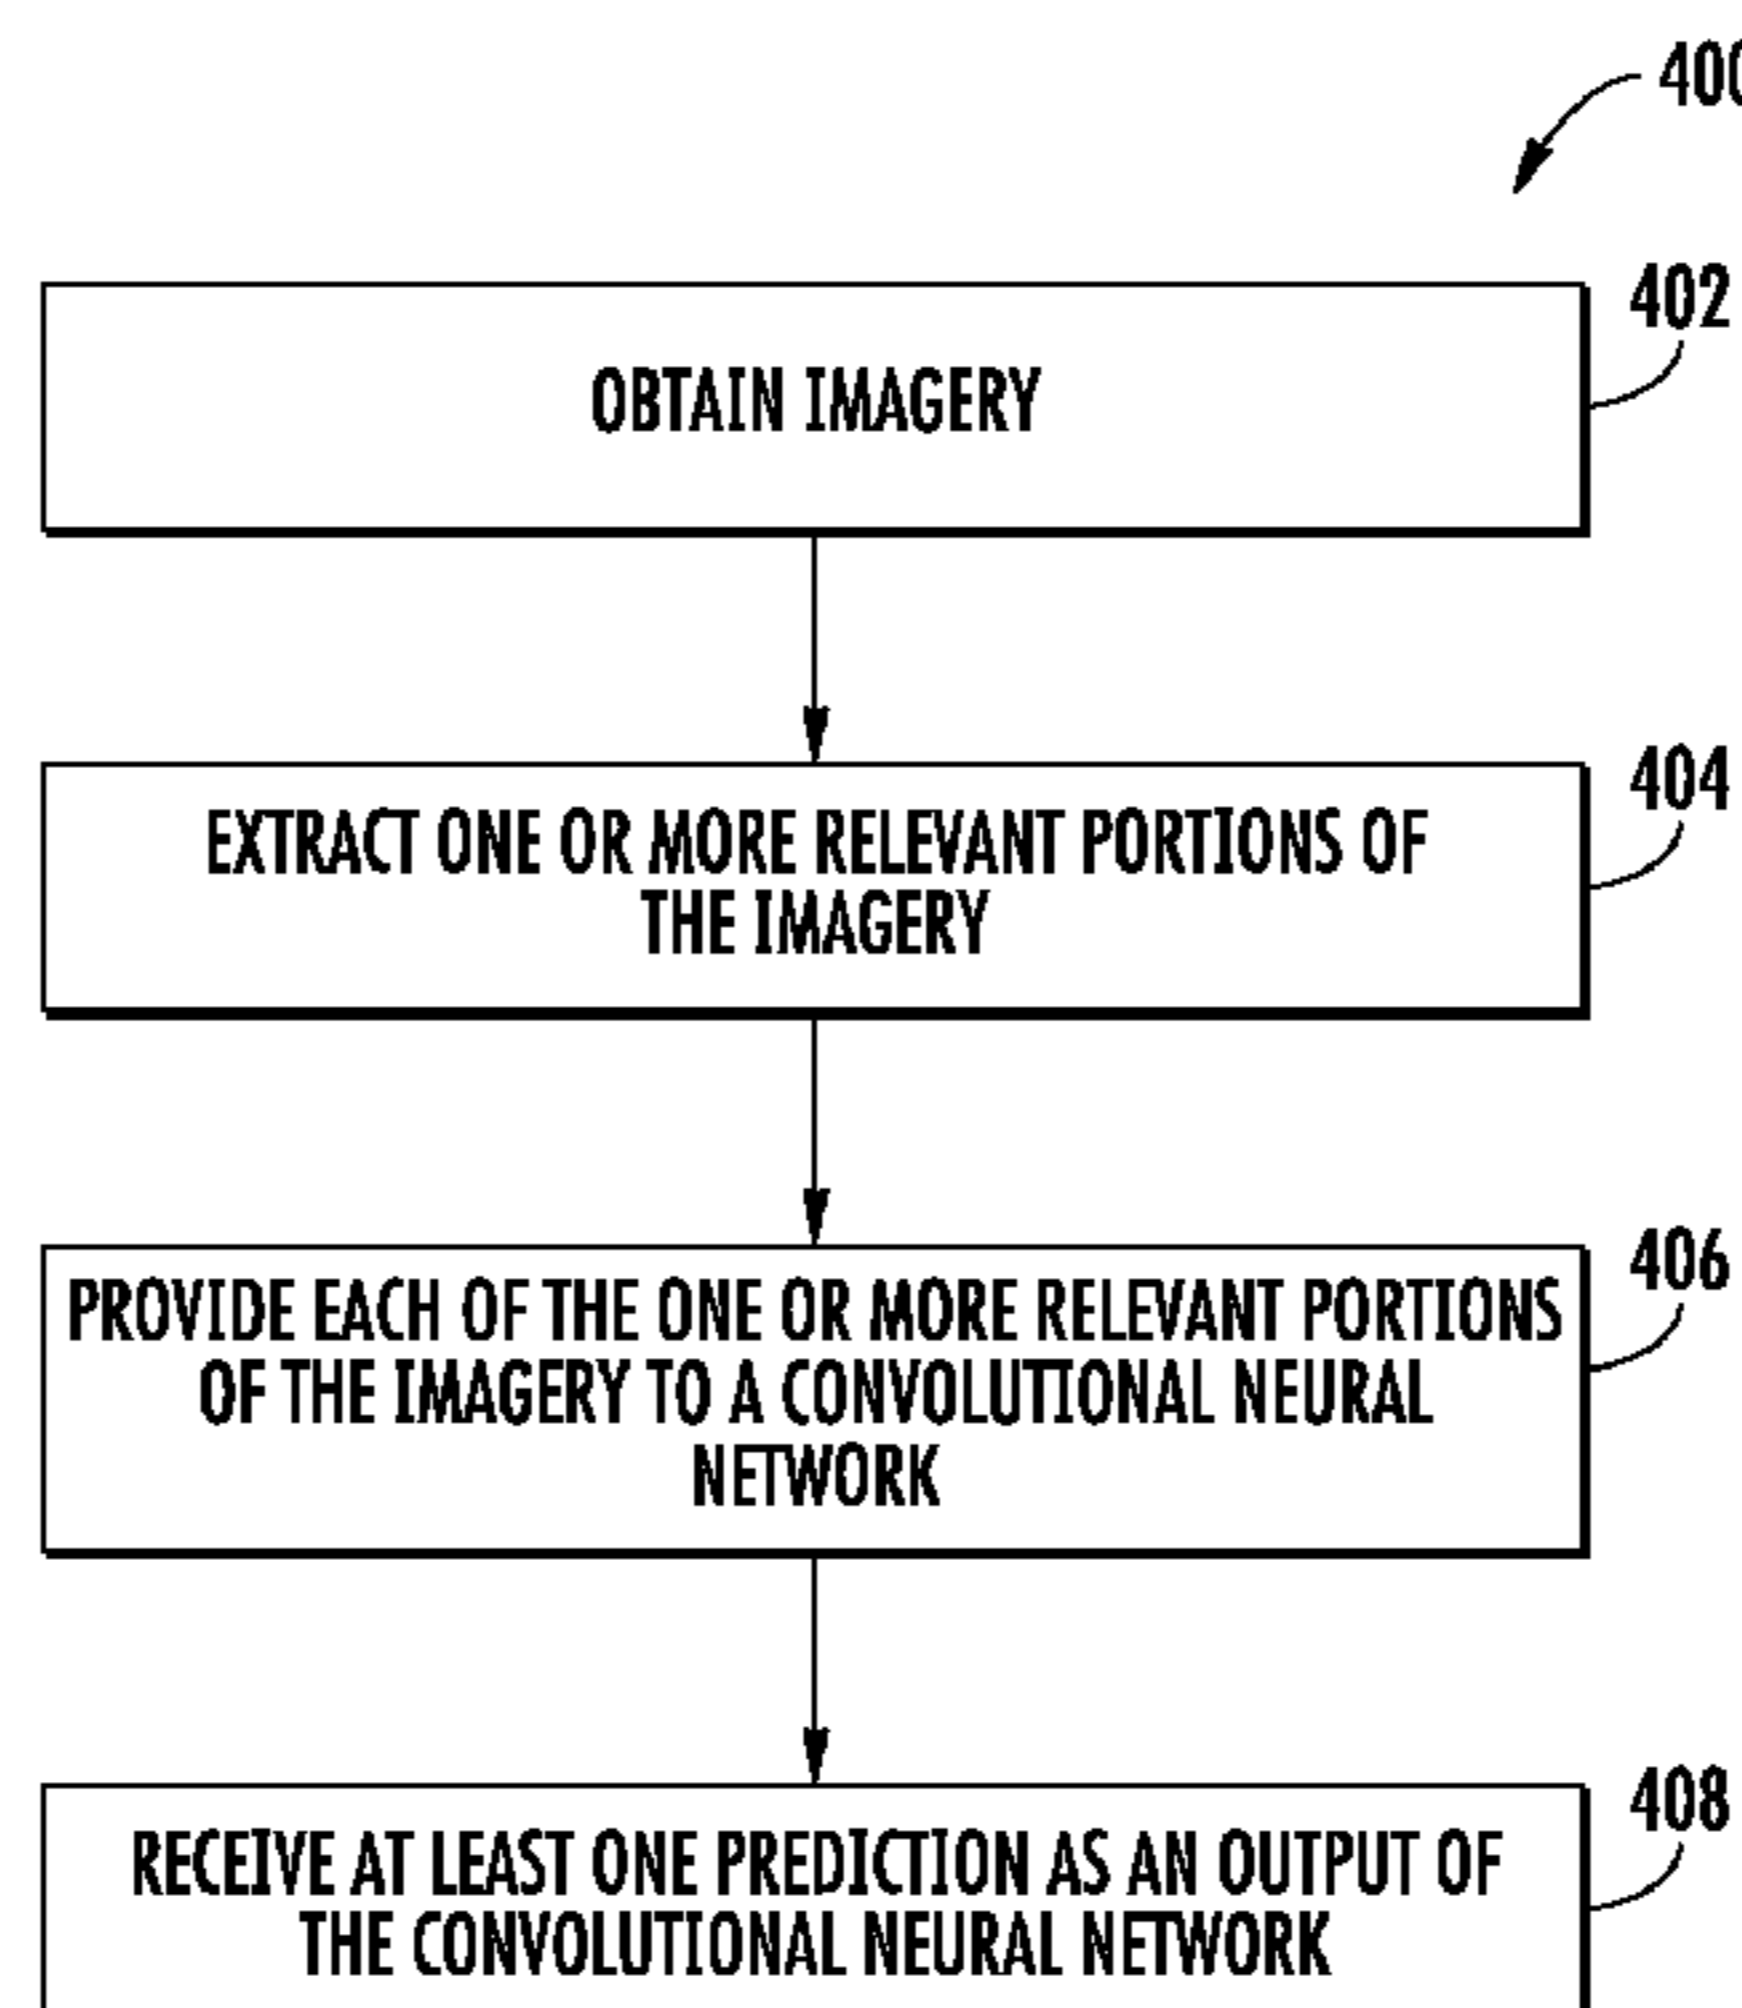 400
402
OBTAIN IMAGERY
404
EXTRACT ONE OR MORE RELEVANT PORTIONS OF
THE IMAGERY
406
PROVIDE EACH OF THE ONE OR MORE RELEVANT PORTIONS
OF THE IMAGERY TO A CONVOLUTIONAL NEURAL
NETWORK
408
RECEIVE AT LEAST ONE PREDICTION AS AN OUTPUT OF
THE CONVOLUTIONAL NEURAL NETWORK